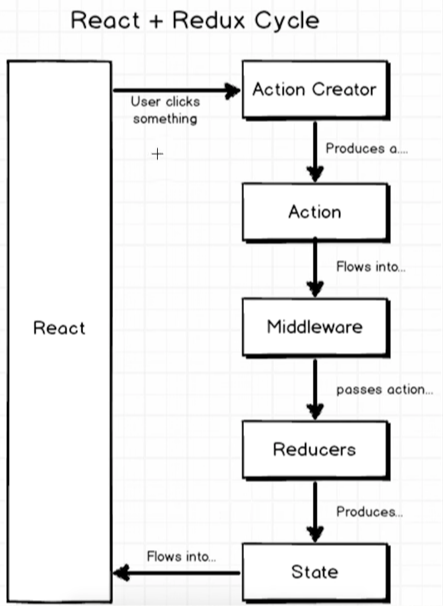 React + Redux Cycle
User clicks
something
Action Creator
Produces a....
Action
Flows into...
React
Middleware
passes action...
Reducers
Produces...
Flows into...
State